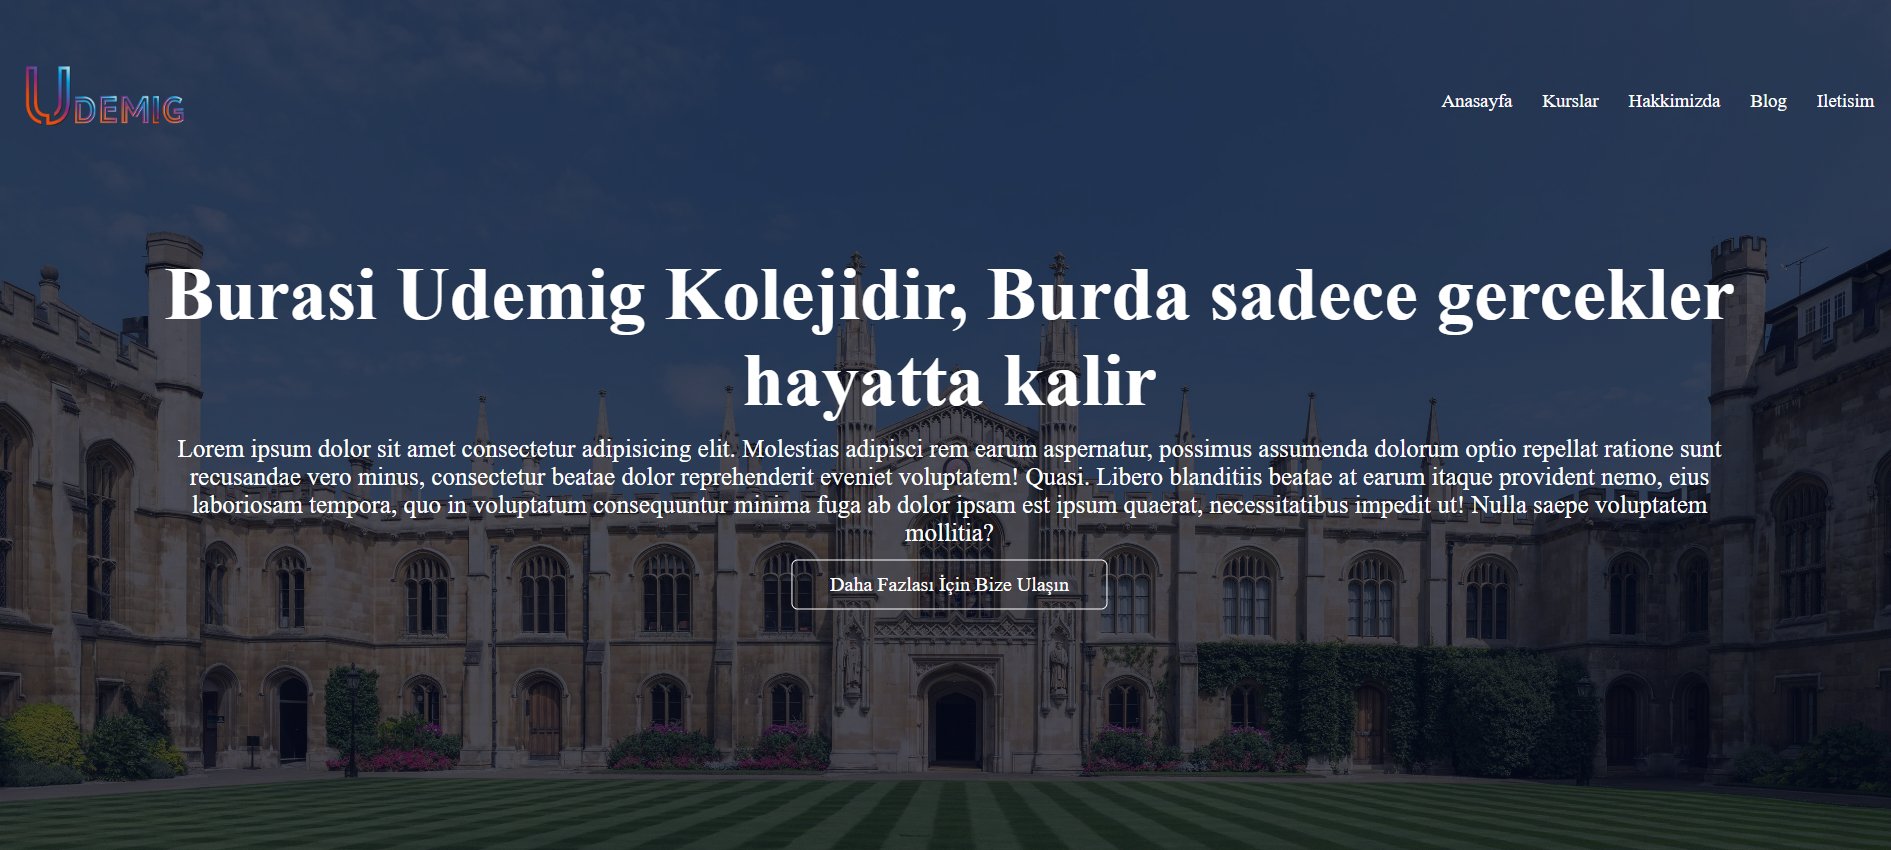 UDEMIG
Anasayfa Kurslar Hakkimizda Blog Iletisim
Burasi Udemig Kolejidir, Burda sadece gercekler
hayatta kalir
Lorem ipsum dolor sit amet consectetur adipisicing elit. Molestias adipisci rem earum aspernatur, possimus assumenda dolorum optio repellat ratione sunt
recusandae vero minus, consectetur beatae dolor reprehenderit eveniet voluptatem! Quasi. Libero blanditiis beatae at earum itaque provident nemo, eius
laboriosam tempora, quo in voluptatum consequuntur minima fuga ab dolor ipsam est ipsum quaerat, necessitatibus impedit ut! Nulla saepe voluptatem
mollitia?
Daha Fazlası İçin Bize Ulaşın